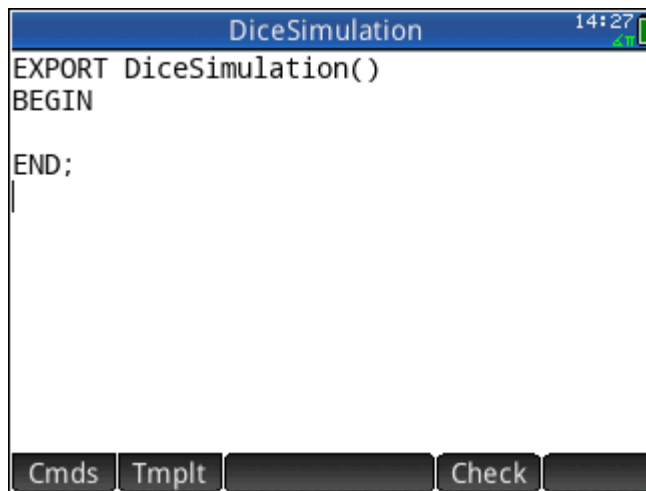 DiceSimulation
14:27
∡π
EXPORT DiceSimulation()
BEGIN
END;
Cmds
Tmplt
Check